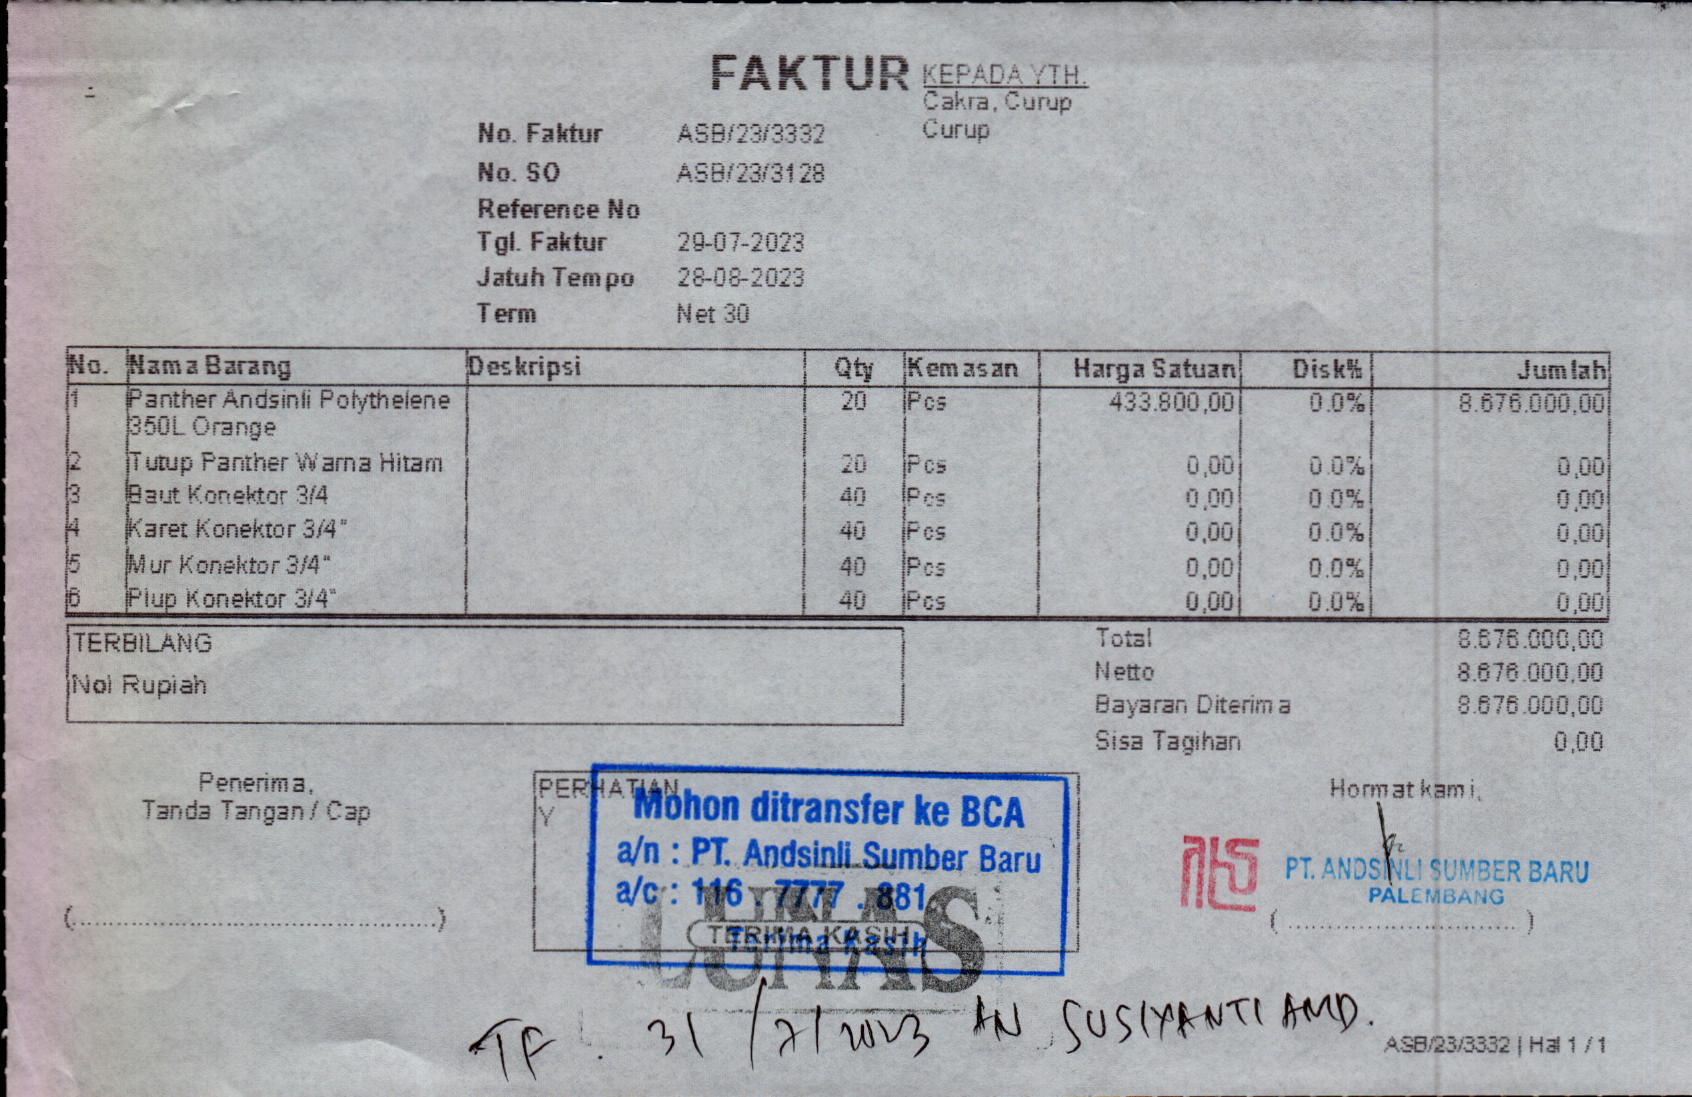 FAKTUR
KEPADA YTH.
Cakra, Curup
Curup
No. Faktur ASB/23/3332
No. SO ASB/23/3128
Reference No
Tgl. Faktur 29-07-2023
Jatuh Tempo 28-08-2023
Term Net 30
No. Nama Barang Deskripsi Qty Kemasan Harga Satuan Disk% Jumlah
1 Panther Andsinli Polythelene 20 Pcs 433.800,00 0.0% 8.676.000,00
350L Orange
2 Tutup Panther Warna Hitam 20 Pcs 0,00 0.0% 0,00
3 Baut Konektor 3/4 40 Pcs 0,00 0.0% 0,00
4 Karet Konektor 3/4" 40 Pcs 0,00 0.0% 0,00
5 Mur Konektor 3/4" 40 Pcs 0,00 0.0% 0,00
6 Plup Konektor 3/4" 40 Pcs 0,00 0.0% 0,00
TERBILANG
Nol Rupiah
Total 8.676.000,00
Netto 8.676.000,00
Bayaran Diterima 8.676.000,00
Sisa Tagihan 0,00
Penerima,
Tanda Tangan / Cap
(........................................)
PERHATIAN
Y
Mohon ditransfer ke BCA
a/n : PT. Andsinli Sumber Baru
a/c : 116 . 7777 . 881
Terima Kasih
LUNAS
TERIMA KASIH
Hormat kami,
PT. ANDSINLI SUMBER BARU
PALEMBANG
(..............................)
TF . 31/7/2023 AN SUSIYANTI AMD.
ASB/23/3332 | Hal 1 / 1